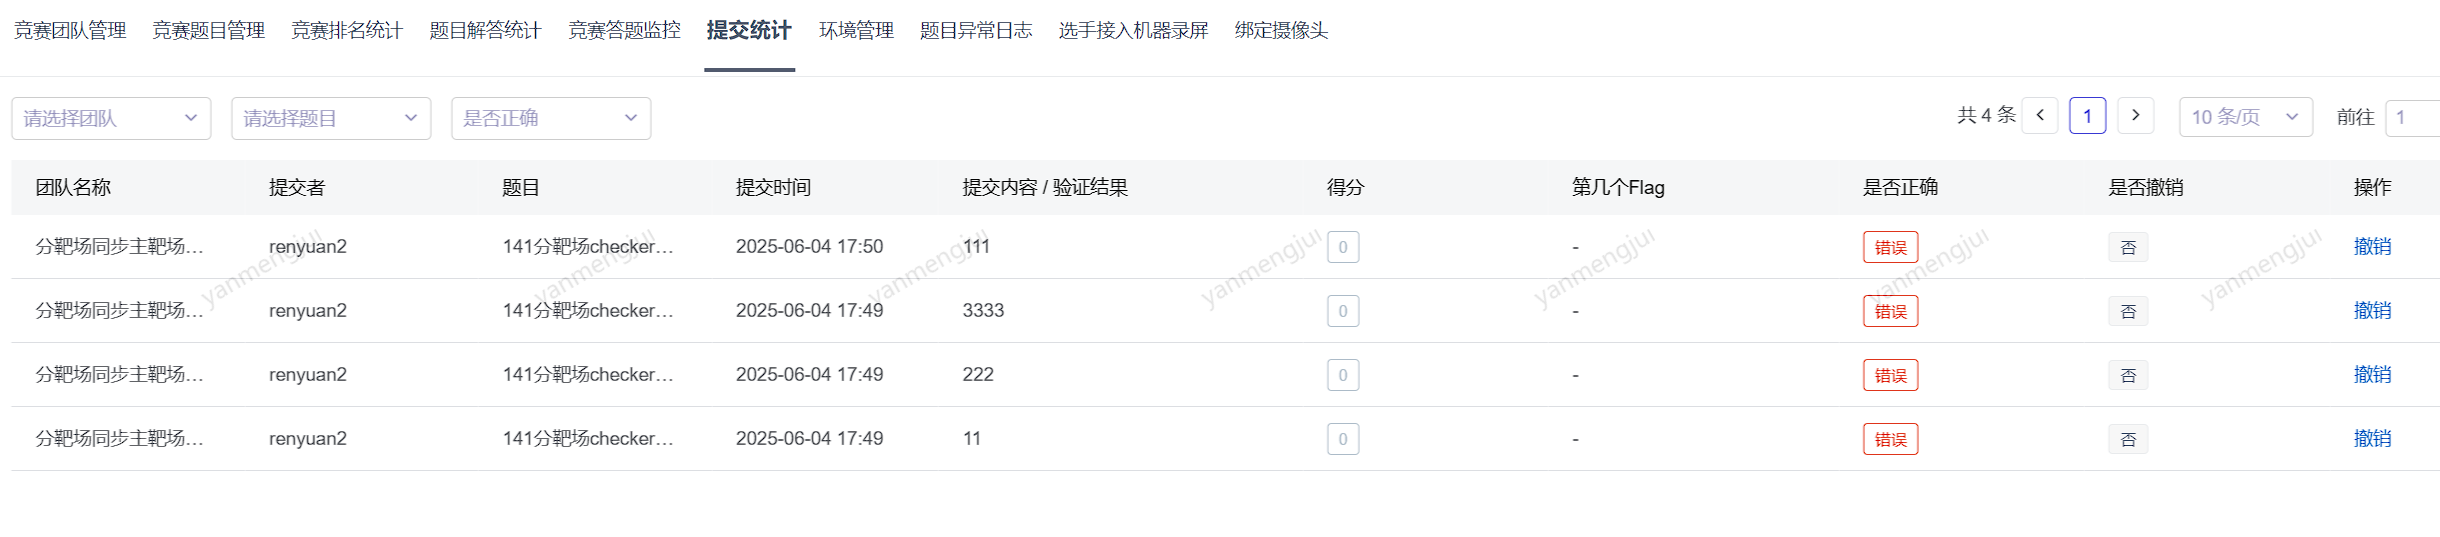 竞赛团队管理 竞赛题目管理 竞赛排名统计 题目解答统计 竞赛答题监控 提交统计 环境管理 题目异常日志 选手接入机器录屏 绑定摄像头
请选择团队 请选择题目 是否正确 共 4 条 1 10 条/页 前往 1
团队名称 提交者 题目 提交时间 提交内容 / 验证结果 得分 第几个Flag 是否正确 是否撤销 操作
分靶场同步主靶场... renyuan2 141分靶场checker... 2025-06-04 17:50 111 0 - 错误 否 撤销
yanmengjui yanmengjui yanmengjui yanmengjui yanmengjui yanmengjui yanmengjui
分靶场同步主靶场... renyuan2 141分靶场checker... 2025-06-04 17:49 3333 0 - 错误 否 撤销
分靶场同步主靶场... renyuan2 141分靶场checker... 2025-06-04 17:49 222 0 - 错误 否 撤销
分靶场同步主靶场... renyuan2 141分靶场checker... 2025-06-04 17:49 11 0 - 错误 否 撤销